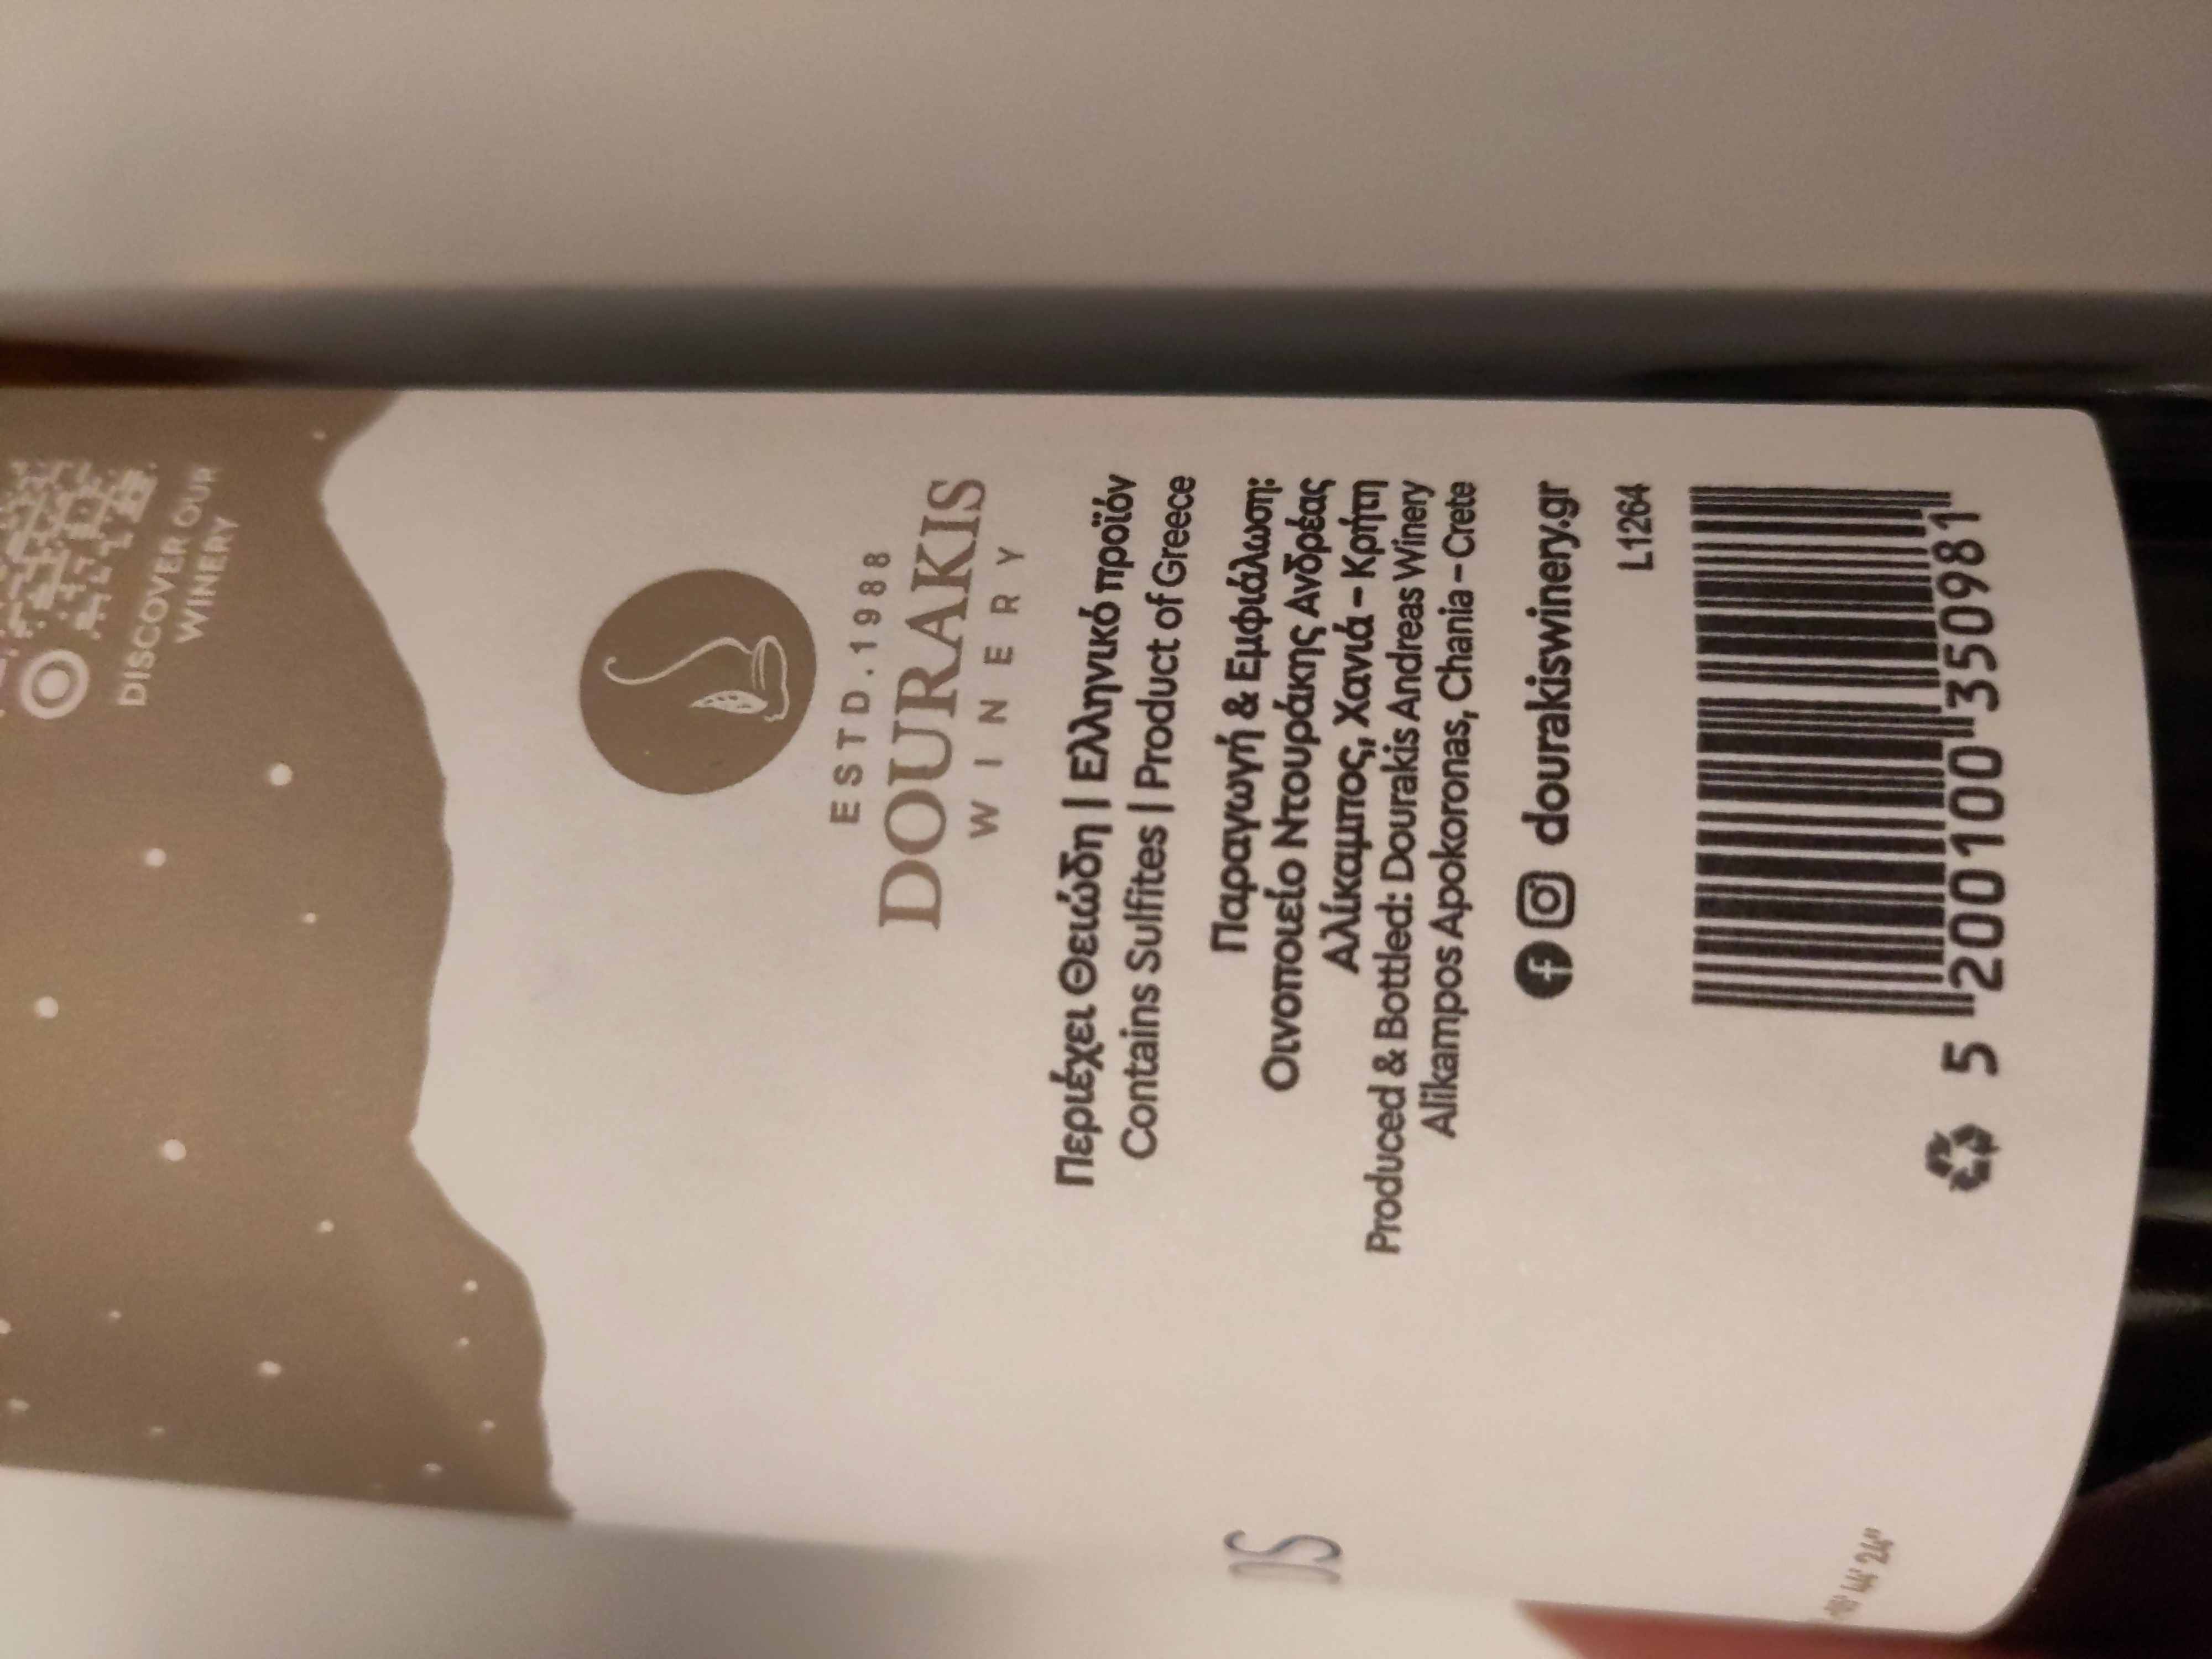 DISCOVER OUR
WINERY
ESTD.1988
DOURAKIS
WINERY
Περιέχει Θειώδη | Ελληνικό προϊόν
Contains Sulfites | Product of Greece
Παραγωγή & Εμφιάλωση:
Οινοποιείο Ντουράκης Ανδρέας
Αλίκαμπος, Χανιά - Κρήτη
Produced & Bottled: Dourakis Andreas Winery
Alikampos Apokoronas, Chania - Crete
dourakiswinery.gr
L1264
5 200100 350981